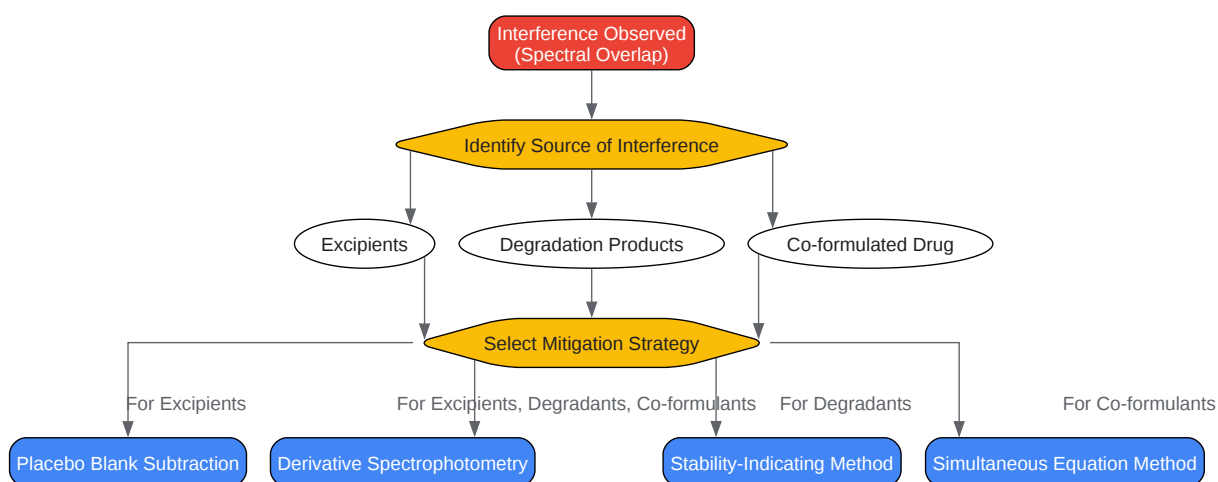 Interference Observed
(Spectral Overlap)
Identify Source of Interference
Excipients
Degradation Products
Co-formulated Drug
Select Mitigation Strategy
For Excipients
For Excipients, Degradants, Co-formulants
For Degradants
For Co-formulants
Placebo Blank Subtraction
Derivative Spectrophotometry
Stability-Indicating Method
Simultaneous Equation Method